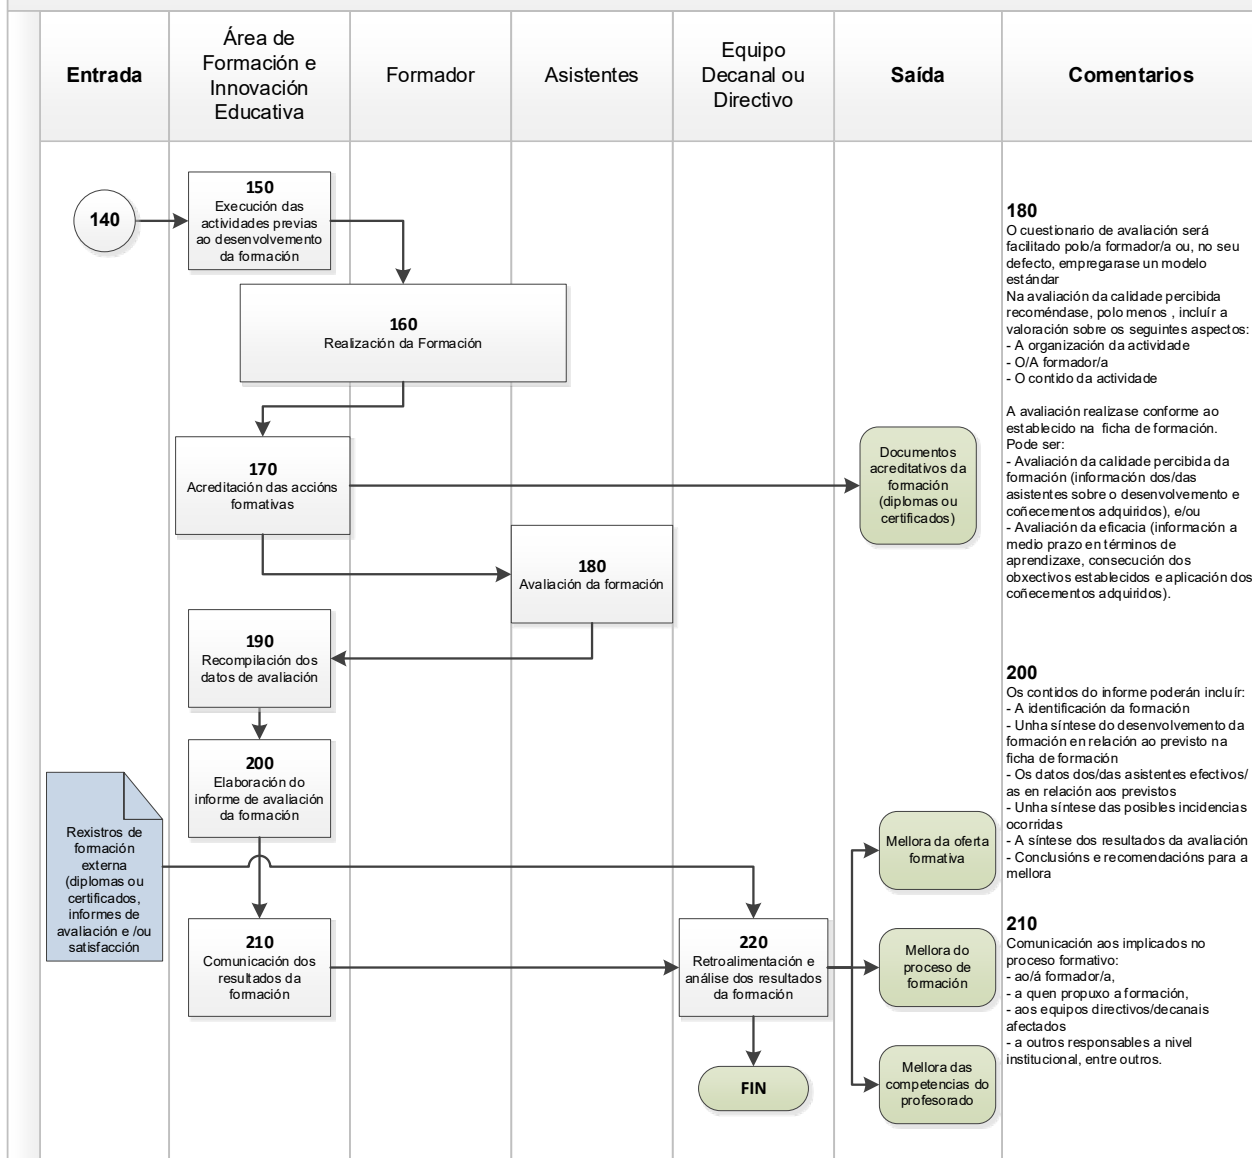 Entrada
Área de
Formación e
Innovación
Educativa
Formador
Asistentes
Equipo
Decanal ou
Directivo
Saída
Comentarios
140
150
Execución das
actividades previas
ao desenvolvemento
da formación
160
Realización da Formación
170
Acreditación das accións
formativas
Documentos
acreditativos da
formación
(diplomas ou
certificados)
180
Avaliación da formación
190
Recompilación dos
datos de avaliación
200
Elaboración do
informe de avaliación
da formación
Rexistros de
formación
externa
(diplomas ou
certificados,
informes de
avaliación e /ou
satisfacción
210
Comunicación dos
resultados da
formación
220
Retroalimentación e
análise dos resultados
da formación
FIN
Mellora da oferta
formativa
Mellora do
proceso de
formación
Mellora das
competencias do
profesorado
180
O cuestionario de avaliación será
facilitado polo/a formador/a ou, no seu
defecto, empregarase un modelo
estándar
Na avaliación da calidade percibida
recoméndase, polo menos , incluír a
valoración sobre os seguintes aspectos:
- A organización da actividade
- O/A formador/a
- O contido da actividade
A avaliación realizase conforme ao
establecido na ficha de formación.
Pode ser:
- Avaliación da calidade percibida da
formación (información dos/das
asistentes sobre o desenvolvemento e
coñecementos adquiridos), e/ou
- Avaliación da eficacia (información a
medio prazo en términos de
aprendizaxe, consecución dos
obxectivos establecidos e aplicación dos
coñecementos adquiridos).
200
Os contidos do informe poderán incluír:
- A identificación da formación
- Unha síntese do desenvolvemento da
formación en relación ao previsto na
ficha de formación
- Os datos dos/das asistentes efectivos/
as en relación aos previstos
- Unha síntese das posibles incidencias
ocorridas
- A síntese dos resultados da avaliación
- Conclusións e recomendacións para a
mellora
210
Comunicación aos implicados no
proceso formativo:
- ao/á formador/a,
- a quen propuxo a formación,
- aos equipos directivos/decanais
afectados
- a outros responsables a nivel
institucional, entre outros.